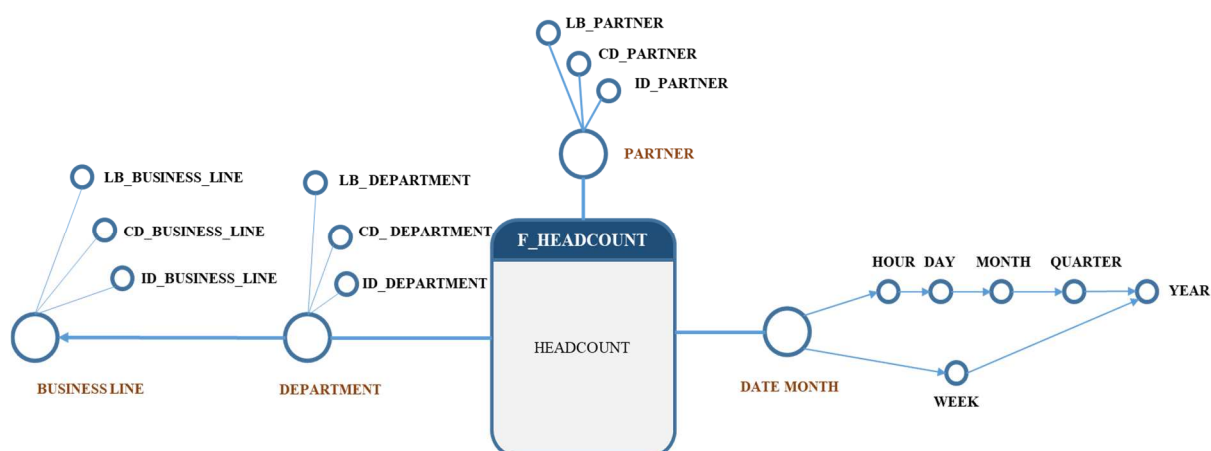 LB_PARTNER
CD_PARTNER
ID_PARTNER
PARTNER
LB_BUSINESS_LINE
CD_BUSINESS_LINE
ID_BUSINESS_LINE
BUSINESS LINE
LB_DEPARTMENT
CD_ DEPARTMENT
ID_DEPARTMENT
DEPARTMENT
F_HEADCOUNT
HEADCOUNT
HOUR DAY MONTH QUARTER
YEAR
WEEK
DATE MONTH